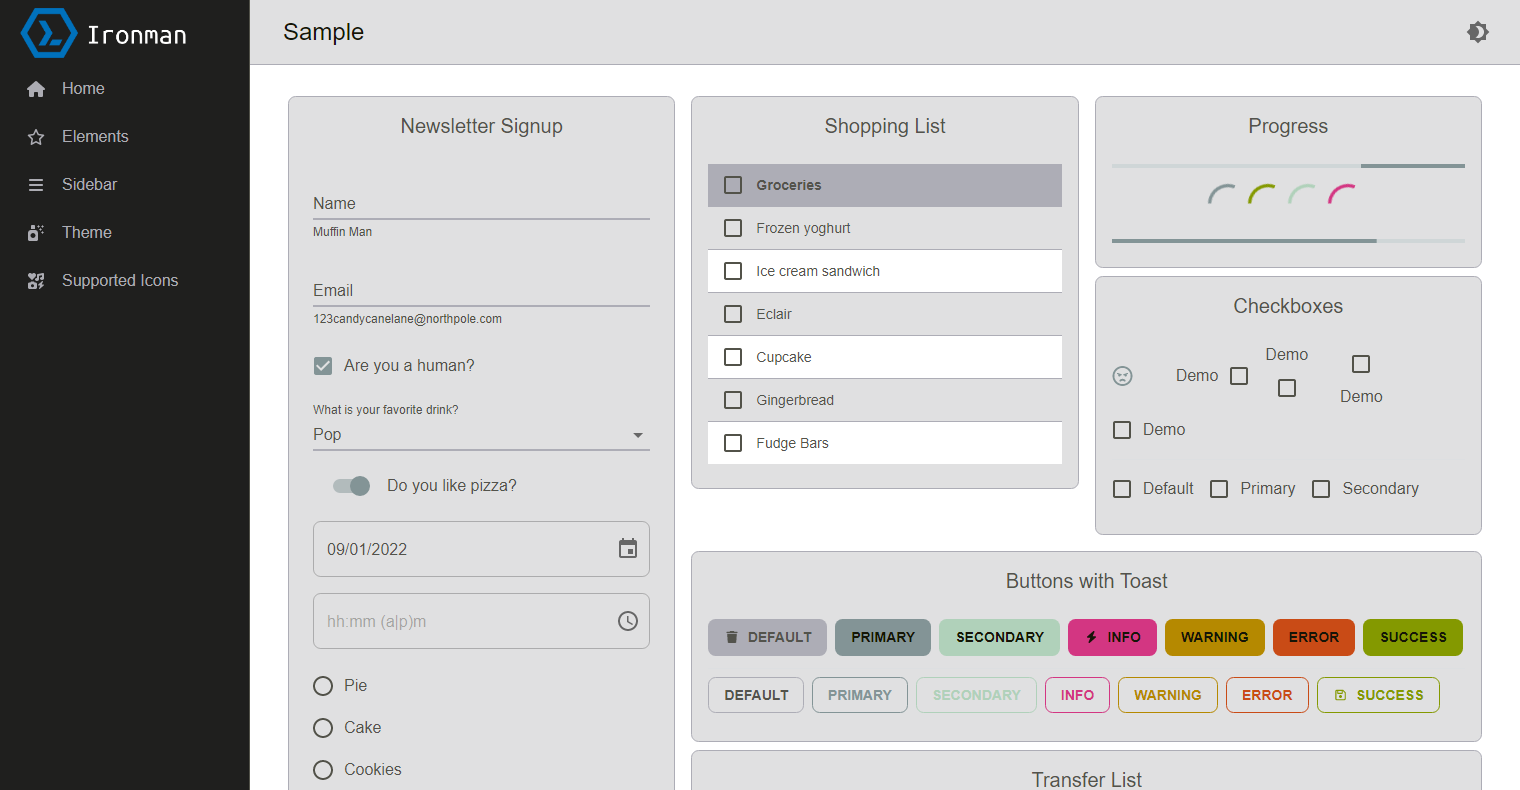 Ironman
Home
Elements
Sidebar
Theme
Supported Icons
Sample
Newsletter Signup
Name
Muffin Man
Email
123candycanelane@northpole.com
Are you a human?
What is your favorite drink?
Pop
Do you like pizza?
09/01/2022
hh:mm (a|p)m
Pie
Cake
Cookies
Shopping List
Groceries
Frozen yoghurt
Ice cream sandwich
Eclair
Cupcake
Gingerbread
Fudge Bars
Progress
Checkboxes
Demo
Demo
Demo
Demo
Default Primary Secondary
Buttons with Toast
DEFAULT PRIMARY SECONDARY INFO WARNING ERROR SUCCESS
DEFAULT PRIMARY SECONDARY INFO WARNING ERROR SUCCESS
Transfer List